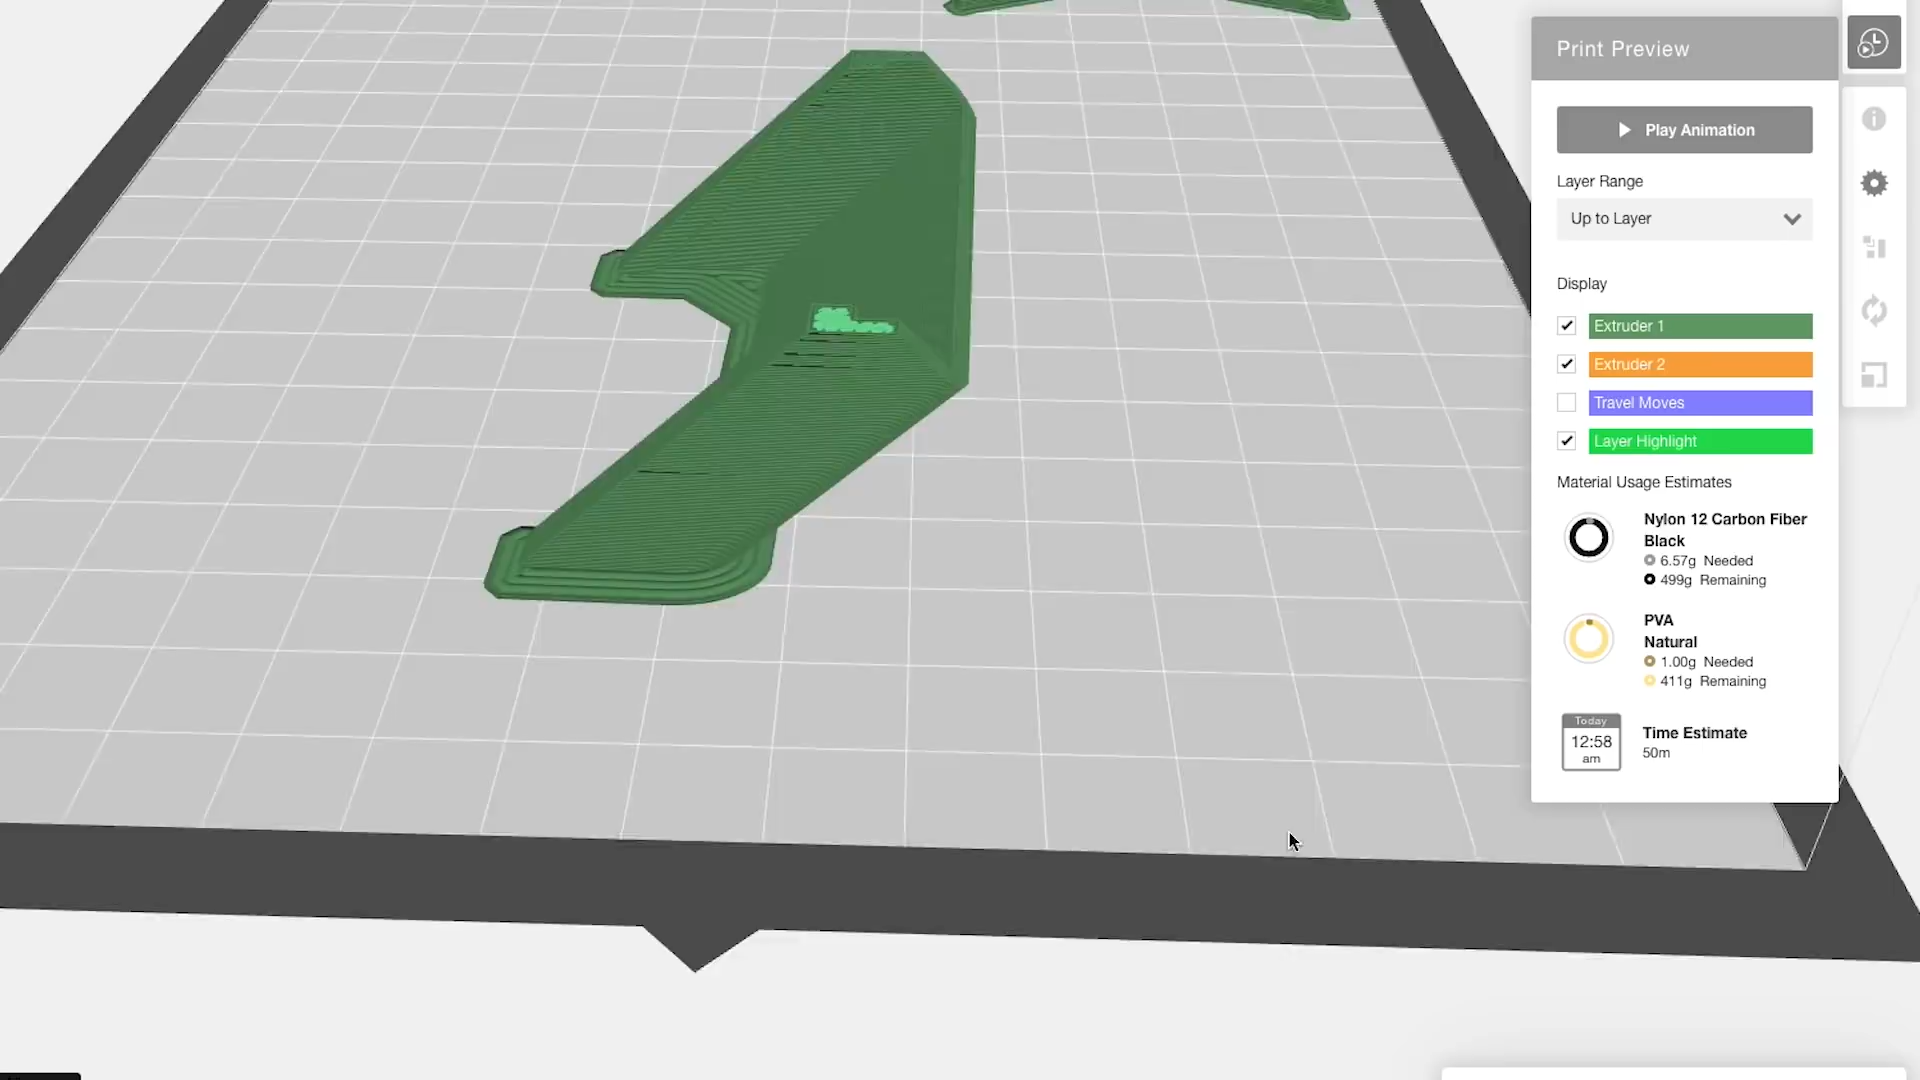 Print Preview
Play Animation
Layer Range
Up to Layer
Display
Extruder 1
Extruder 2
Travel Moves
Layer Highlight
Material Usage Estimates
Nylon 12 Carbon Fiber
Black
6.57g Needed
499g Remaining
PVA
Natural
1.00g Needed
411g Remaining
Today
12:58
am
Time Estimate
50m